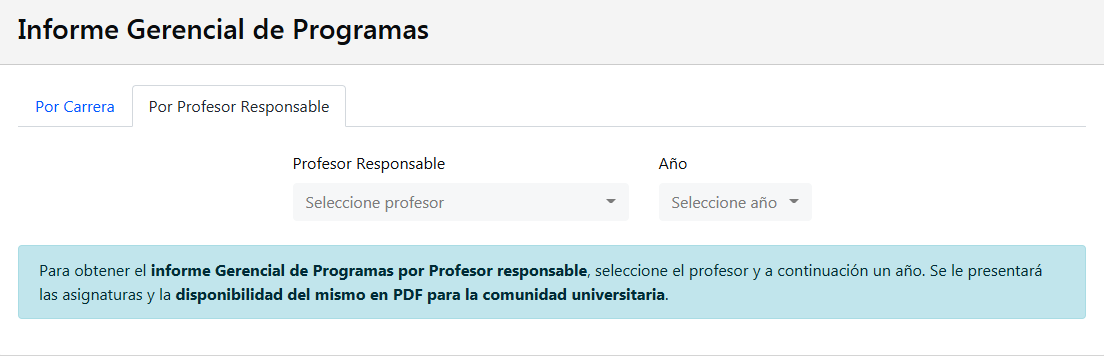 Informe Gerencial de Programas
Por Carrera
Por Profesor Responsable
Profesor Responsable
Año
Seleccione profesor
Seleccione año
Para obtener el informe Gerencial de Programas por Profesor responsable, seleccione el profesor y a continuación un año. Se le presentará
las asignaturas y la disponibilidad del mismo en PDF para la comunidad universitaria.